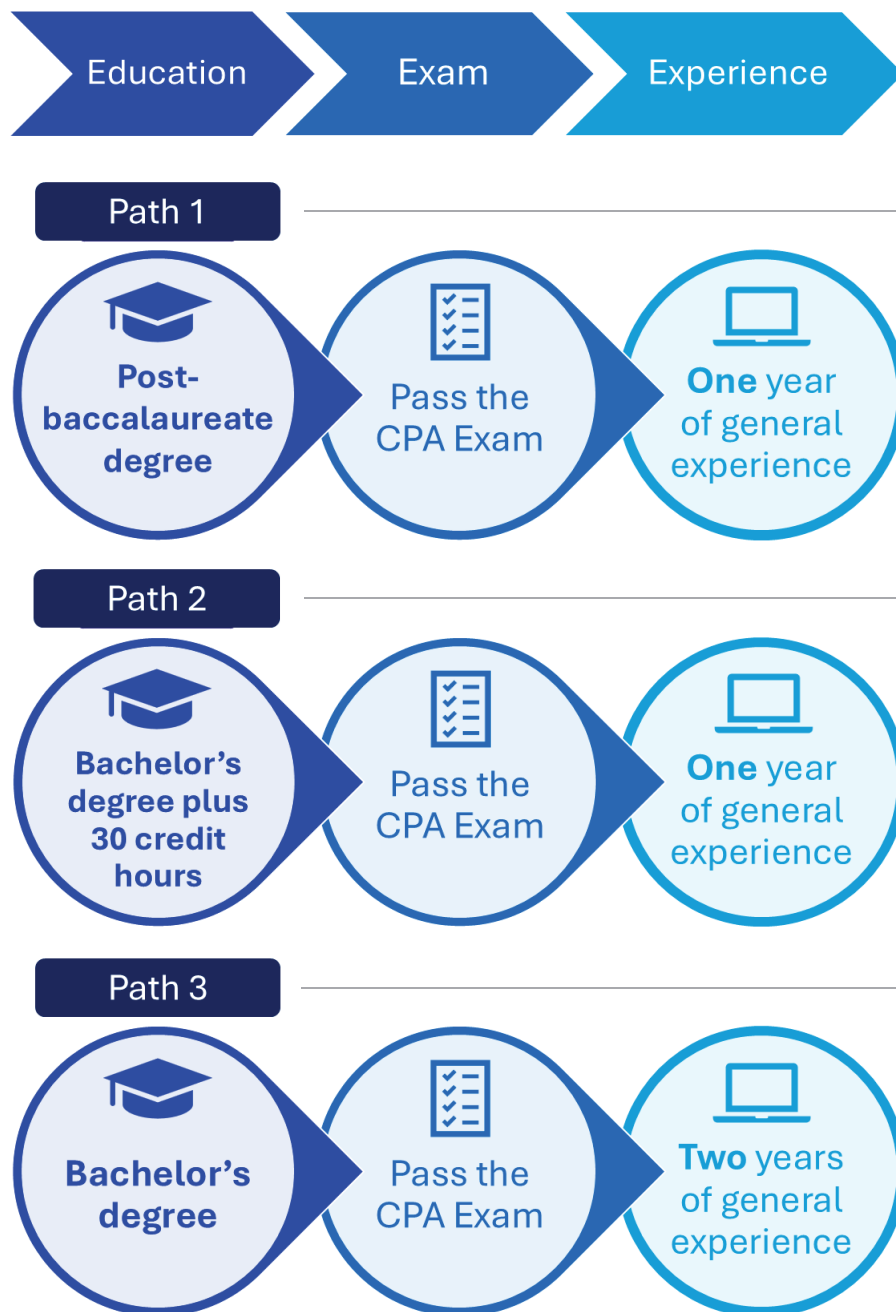 Education
Exam
Experience
Path 1
Post-
baccalaureate
degree
Pass the
CPA Exam
One year
of general
experience
Path 2
Bachelor’s
degree plus
30 credit
hours
Pass the
CPA Exam
One year
of general
experience
Path 3
Bachelor’s
degree
Pass the
CPA Exam
Two years
of general
experience